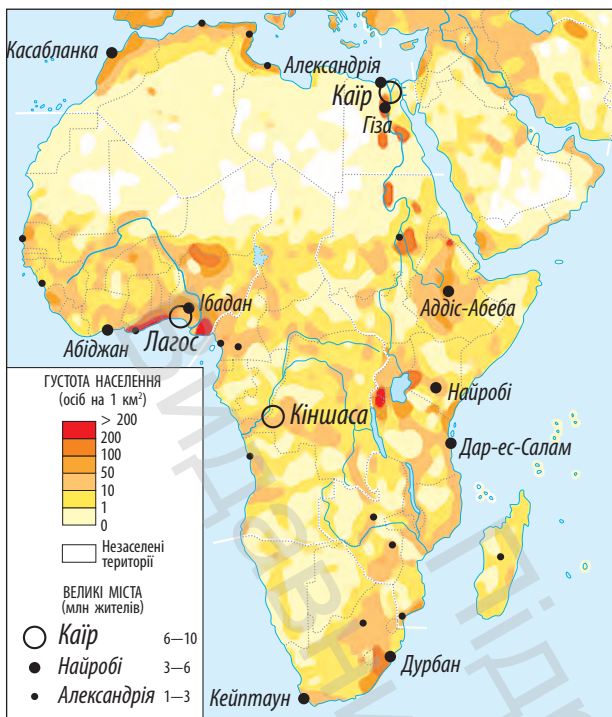 Касабланка
Александрія
Каїр
Гіза
Ібадан
Лагос
Абіджан
Аддіс-Абеба
Найробі
Кіншаса
Дар-ес-Салам
Дурбан
Кейптаун
ГУСТОТА НАСЕЛЕННЯ
(осіб на 1 км²)
> 200
200
100
50
10
1
0
Незаселені
території
ВЕЛИКІ МІСТА
(млн жителів)
Каїр 6–10
Найробі 3–6
Александрія 1–3